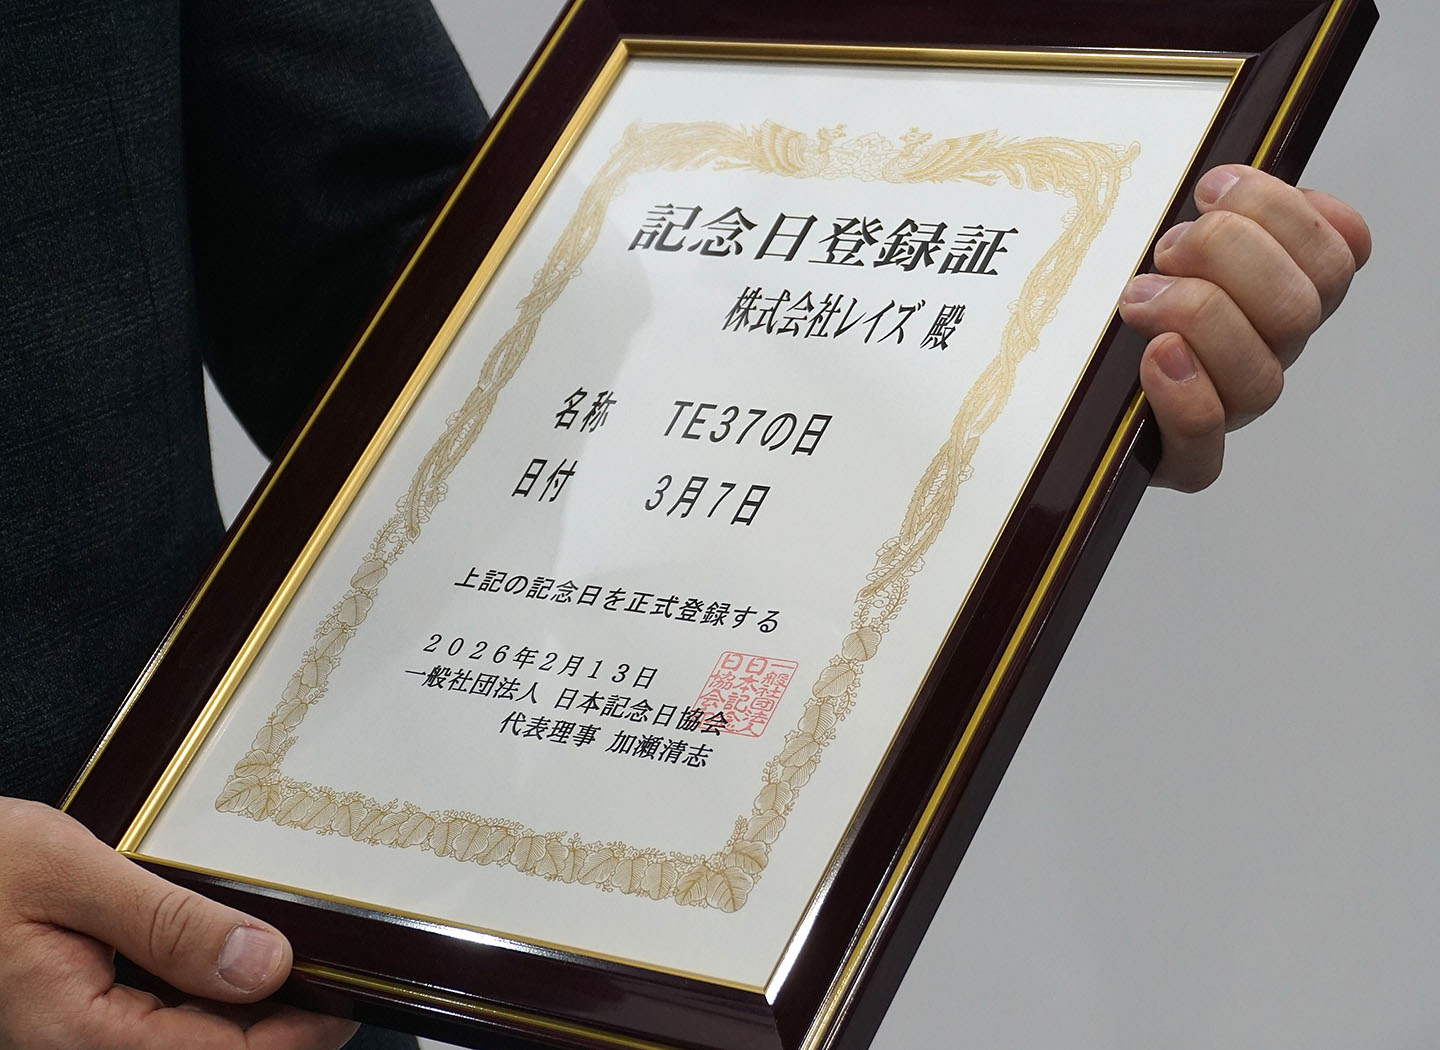 記念日登録証
株式会社レイズ 殿
名称 TE37の日
日付 3月7日
上記の記念日を正式登録する
2026年2月13日
一般社団法人 日本記念日協会
代表理事 加瀬清志
一般社団法人
日本記念
日協会